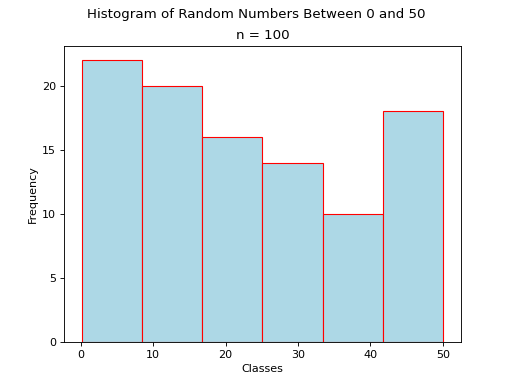 Histogram of Random Numbers Between 0 and 50
n = 100
20
15
10
5
0
Frequency
0 10 20 30 40 50
Classes